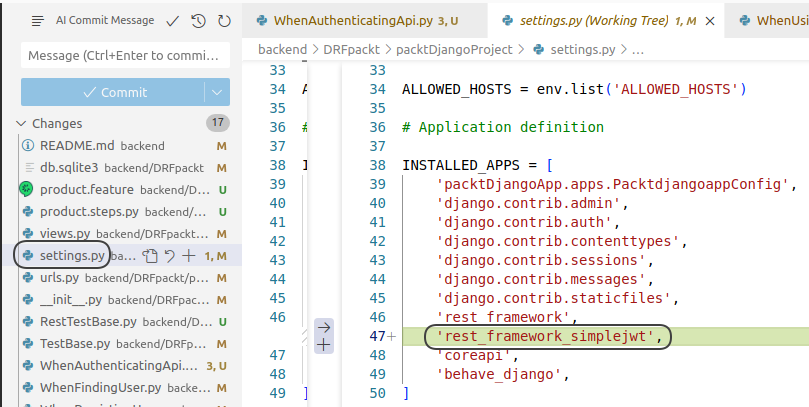 AI Commit Message
Message (Ctrl+Enter to commi...
Commit
Changes 17
README.md backend M
db.sqlite3 backend/DRFpackt M
product.feature backend/D... U
product.steps.py backend/... U
views.py backend/DRFpackt... M
settings.py ba... 1, M
urls.py backend/DRFpackt/p... M
__init__.py backend/DRFpac... M
RestTestBase.py backend/D... U
TestBase.py backend/DRFp... M
WhenAuthenticatingApi.... 3, U
WhenFindingUser.py backe... M
WhenAuthenticatingApi.py 3, U
settings.py (Working Tree) 1, M
WhenUsi
backend > DRFpackt > packtDjangoProject > settings.py > ...
33
34 A
35
36 #
37
38 I
39
40
41
42
43
44
45
46
47
48
49 ]
33
34 ALLOWED_HOSTS = env.list('ALLOWED_HOSTS')
35
36 # Application definition
37
38 INSTALLED_APPS = [
39 'packtDjangoApp.apps.PacktdjangoappConfig',
40 'django.contrib.admin',
41 'django.contrib.auth',
42 'django.contrib.contenttypes',
43 'django.contrib.sessions',
44 'django.contrib.messages',
45 'django.contrib.staticfiles',
46 'rest_framework',
47+ 'rest_framework_simplejwt',
48 'coreapi',
49 'behave_django',
50 ]